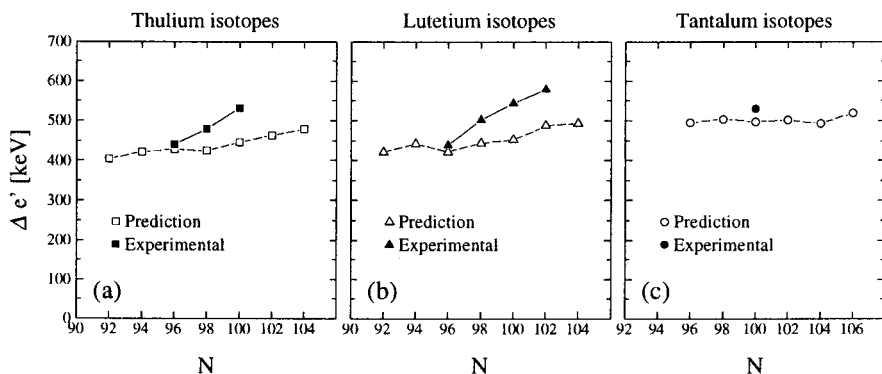 Thulium isotopes
Lutetium isotopes
Tantalum isotopes
Δ e' [keV]
700
600
500
400
300
200
100
0
Prediction
Experimental
(a)
90 92 94 96 98 100 102 104
N
Prediction
Experimental
(b)
90 92 94 96 98 100 102 104
N
Prediction
Experimental
(c)
92 94 96 98 100 102 104 106
N